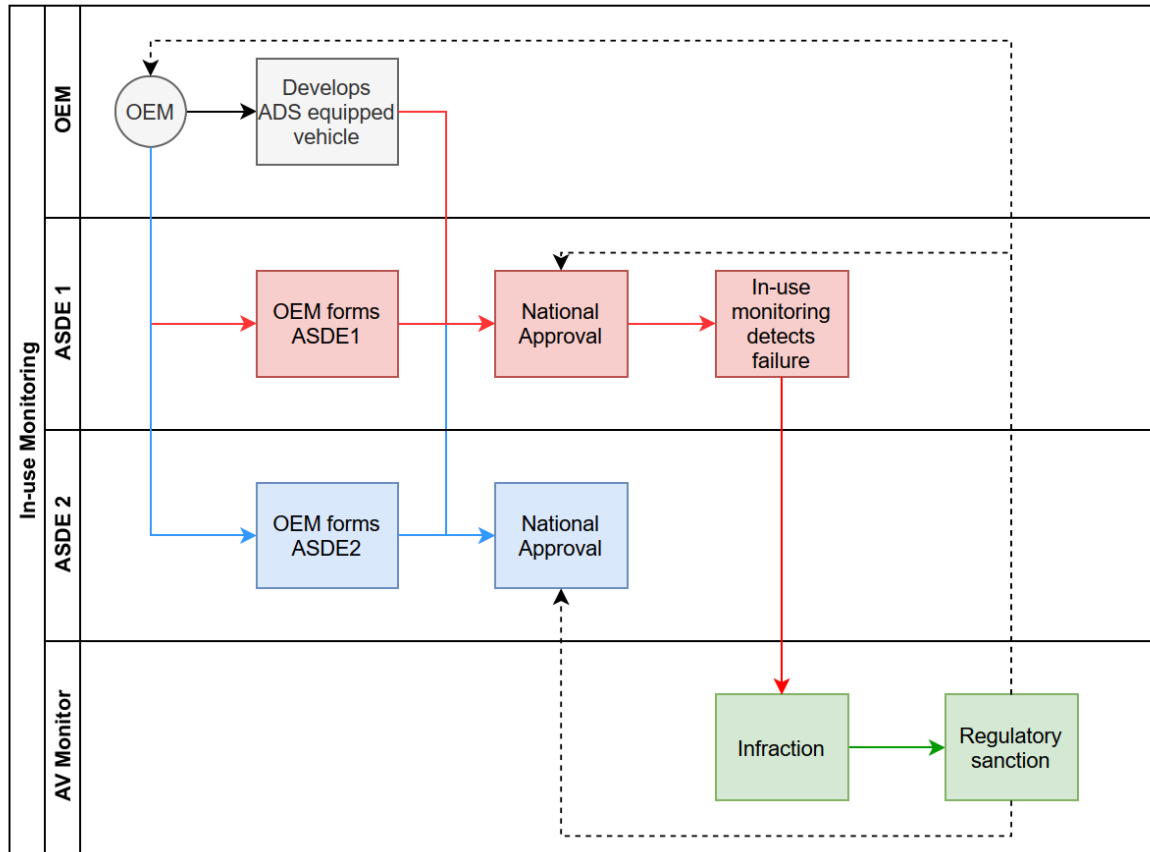 In-use Monitoring
OEM
OEM
Develops
ADS equipped
vehicle
ASDE 1
OEM forms
ASDE1
National
Approval
In-use
monitoring
detects
failure
ASDE 2
OEM forms
ASDE2
National
Approval
AV Monitor
Infraction
Regulatory
sanction